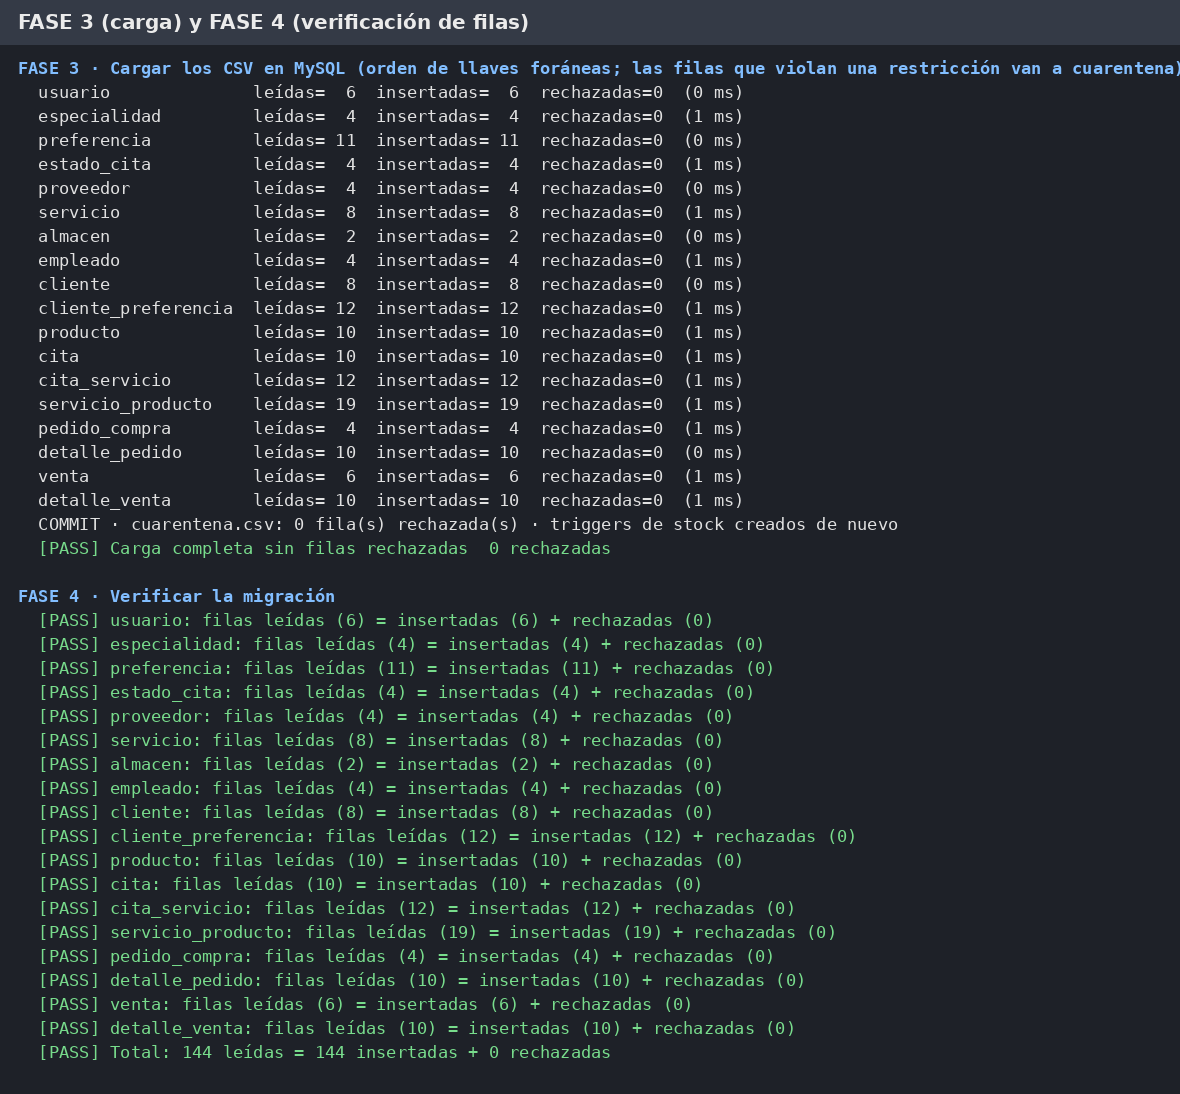 FASE 3 (carga) y FASE 4 (verificación de filas)
FASE 3 · Cargar los CSV en MySQL (orden de llaves foráneas; las filas que violan una restricción van a cuarentena)
usuario leídas= 6 insertadas= 6 rechazadas=0 (0 ms)
especialidad leídas= 4 insertadas= 4 rechazadas=0 (1 ms)
preferencia leídas= 11 insertadas= 11 rechazadas=0 (0 ms)
estado_cita leídas= 4 insertadas= 4 rechazadas=0 (1 ms)
proveedor leídas= 4 insertadas= 4 rechazadas=0 (0 ms)
servicio leídas= 8 insertadas= 8 rechazadas=0 (1 ms)
almacen leídas= 2 insertadas= 2 rechazadas=0 (0 ms)
empleado leídas= 4 insertadas= 4 rechazadas=0 (1 ms)
cliente leídas= 8 insertadas= 8 rechazadas=0 (0 ms)
cliente_preferencia leídas= 12 insertadas= 12 rechazadas=0 (1 ms)
producto leídas= 10 insertadas= 10 rechazadas=0 (1 ms)
cita leídas= 10 insertadas= 10 rechazadas=0 (1 ms)
cita_servicio leídas= 12 insertadas= 12 rechazadas=0 (1 ms)
servicio_producto leídas= 19 insertadas= 19 rechazadas=0 (1 ms)
pedido_compra leídas= 4 insertadas= 4 rechazadas=0 (1 ms)
detalle_pedido leídas= 10 insertadas= 10 rechazadas=0 (0 ms)
venta leídas= 6 insertadas= 6 rechazadas=0 (1 ms)
detalle_venta leídas= 10 insertadas= 10 rechazadas=0 (1 ms)
COMMIT · cuarentena.csv: 0 fila(s) rechazada(s) · triggers de stock creados de nuevo
[PASS] Carga completa sin filas rechazadas 0 rechazadas
FASE 4 · Verificar la migración
[PASS] usuario: filas leídas (6) = insertadas (6) + rechazadas (0)
[PASS] especialidad: filas leídas (4) = insertadas (4) + rechazadas (0)
[PASS] preferencia: filas leídas (11) = insertadas (11) + rechazadas (0)
[PASS] estado_cita: filas leídas (4) = insertadas (4) + rechazadas (0)
[PASS] proveedor: filas leídas (4) = insertadas (4) + rechazadas (0)
[PASS] servicio: filas leídas (8) = insertadas (8) + rechazadas (0)
[PASS] almacen: filas leídas (2) = insertadas (2) + rechazadas (0)
[PASS] empleado: filas leídas (4) = insertadas (4) + rechazadas (0)
[PASS] cliente: filas leídas (8) = insertadas (8) + rechazadas (0)
[PASS] cliente_preferencia: filas leídas (12) = insertadas (12) + rechazadas (0)
[PASS] producto: filas leídas (10) = insertadas (10) + rechazadas (0)
[PASS] cita: filas leídas (10) = insertadas (10) + rechazadas (0)
[PASS] cita_servicio: filas leídas (12) = insertadas (12) + rechazadas (0)
[PASS] servicio_producto: filas leídas (19) = insertadas (19) + rechazadas (0)
[PASS] pedido_compra: filas leídas (4) = insertadas (4) + rechazadas (0)
[PASS] detalle_pedido: filas leídas (10) = insertadas (10) + rechazadas (0)
[PASS] venta: filas leídas (6) = insertadas (6) + rechazadas (0)
[PASS] detalle_venta: filas leídas (10) = insertadas (10) + rechazadas (0)
[PASS] Total: 144 leídas = 144 insertadas + 0 rechazadas